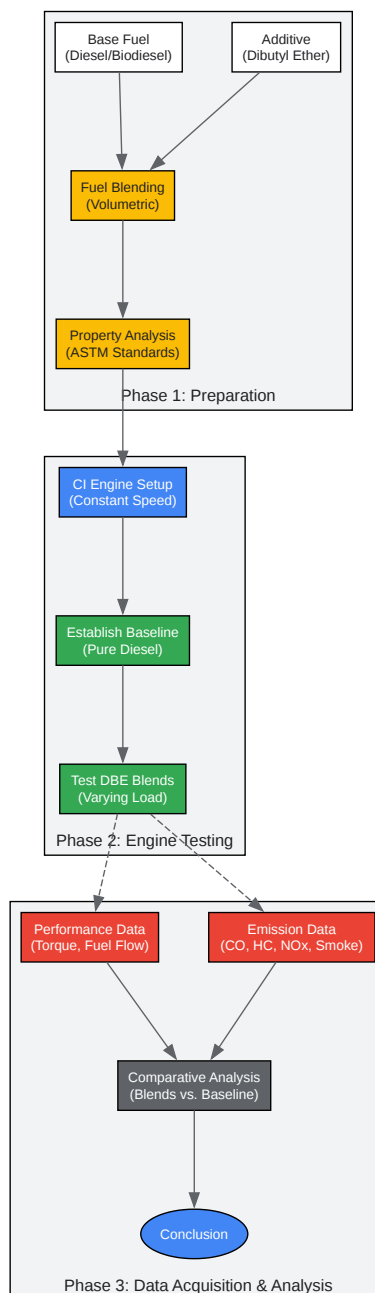 Base Fuel
(Diesel/Biodiesel)
Additive
(Dibutyl Ether)
Fuel Blending
(Volumetric)
Property Analysis
(ASTM Standards)
Phase 1: Preparation
CI Engine Setup
(Constant Speed)
Establish Baseline
(Pure Diesel)
Test DBE Blends
(Varying Load)
Phase 2: Engine Testing
Performance Data
(Torque, Fuel Flow)
Emission Data
(CO, HC, NOx, Smoke)
Comparative Analysis
(Blends vs. Baseline)
Conclusion
Phase 3: Data Acquisition & Analysis